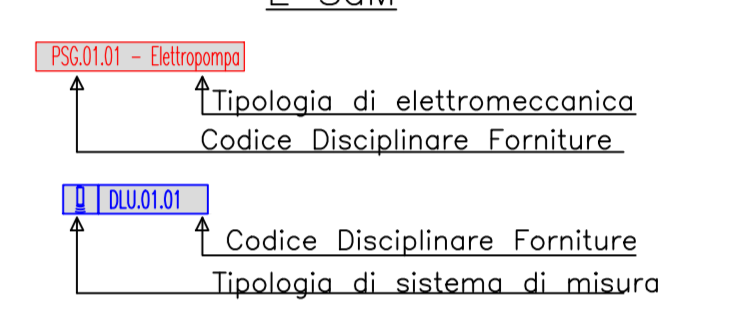 PSG.01.01 - Elettropompa
Tipologia di elettromeccanica
Codice Disciplinare Forniture
DLU.01.01
Codice Disciplinare Forniture
Tipologia di sistema di misura